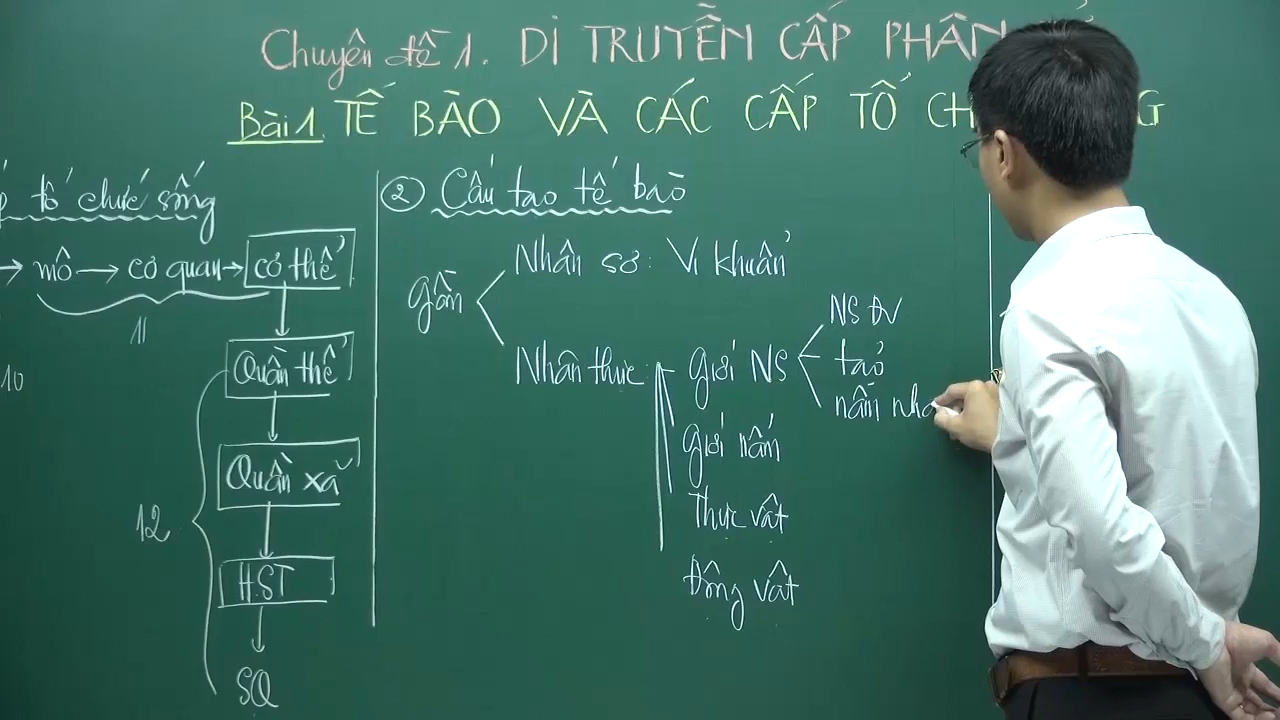 Chuyên đề 1. DI TRUYỀN CẤP PHÂN
Bài 1. TẾ BÀO VÀ CÁC CẤP TỔ CH G
tổ chức sống
→ mô → cơ quan → cơ thể
11
10
Quần thể
Quần xã
12
H.ST
SQ
② Cấu tạo tế bào
gồm
Nhân sơ: Vi khuẩn
Nhân thực
Giới NS
NS ĐV
tảo
nấm nhầ
Giới nấm
Thực vật
Động vật